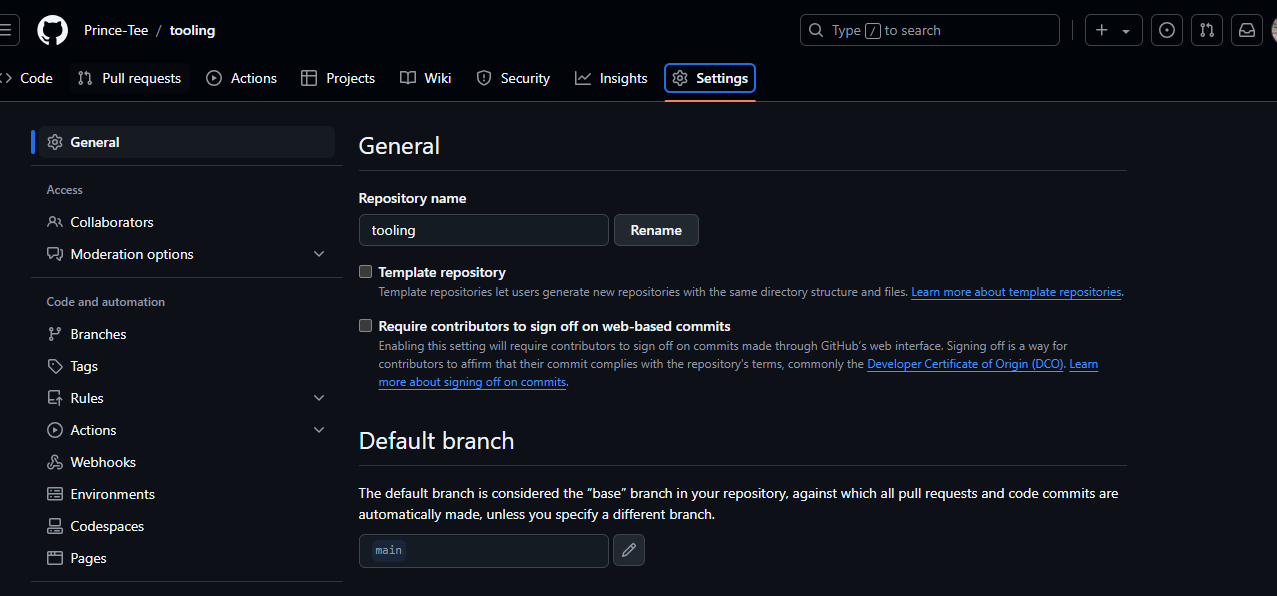 Prince-Tee / tooling
Type / to search
Code
Pull requests
Actions
Projects
Wiki
Security
Insights
Settings
General
Access
Collaborators
Moderation options
Code and automation
Branches
Tags
Rules
Actions
Webhooks
Environments
Codespaces
Pages
General
Repository name
tooling
Rename
Template repository
Template repositories let users generate new repositories with the same directory structure and files. Learn more about template repositories.
Require contributors to sign off on web-based commits
Enabling this setting will require contributors to sign off on commits made through GitHub’s web interface. Signing off is a way for
contributors to affirm that their commit complies with the repository's terms, commonly the Developer Certificate of Origin (DCO). Learn
more about signing off on commits.
Default branch
The default branch is considered the “base” branch in your repository, against which all pull requests and code commits are
automatically made, unless you specify a different branch.
main